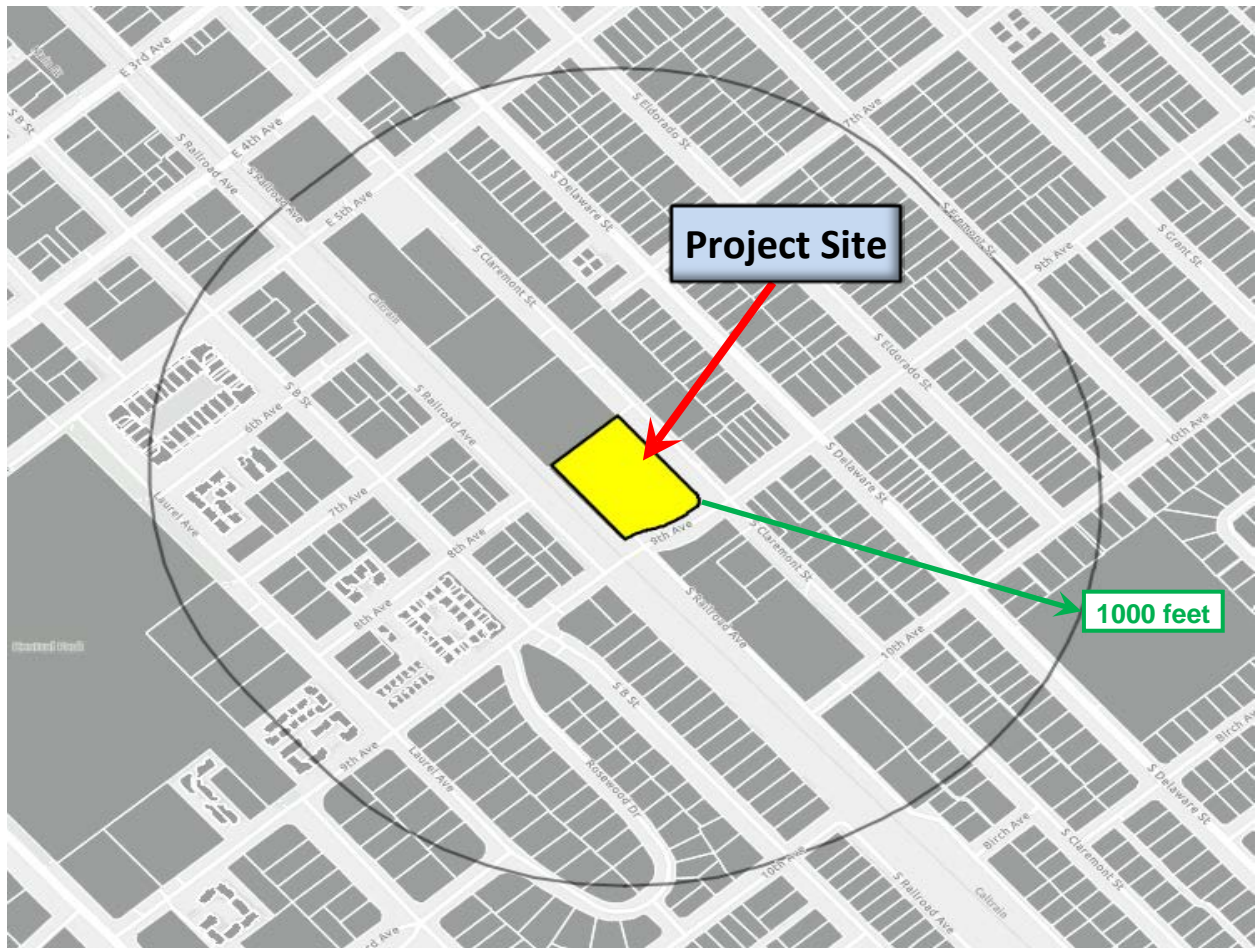 Main St
E 3rd Ave
S B St
S Railroad Ave
E 4th Ave
S Railroad Ave
E 5th Ave
S Eldorado St
7th Ave
S Delaware St
S Fremont St
S Grant St
9th Ave
Project Site
S Claremont St
Caltrain
S Railroad Ave
S B St
6th Ave
S Eldorado St
7th Ave
Laurel Ave
8th Ave
S Delaware St
10th Ave
9th Ave
S Claremont St
8th Ave
S Railroad Ave
1000 feet
Central Park
10th Ave
S B St
9th Ave
Laurel Ave
Rosewood Dr
Birch Ave
S Delaware St
Birch Ave
S Claremont St
10th Ave
S Railroad Ave
Caltrain